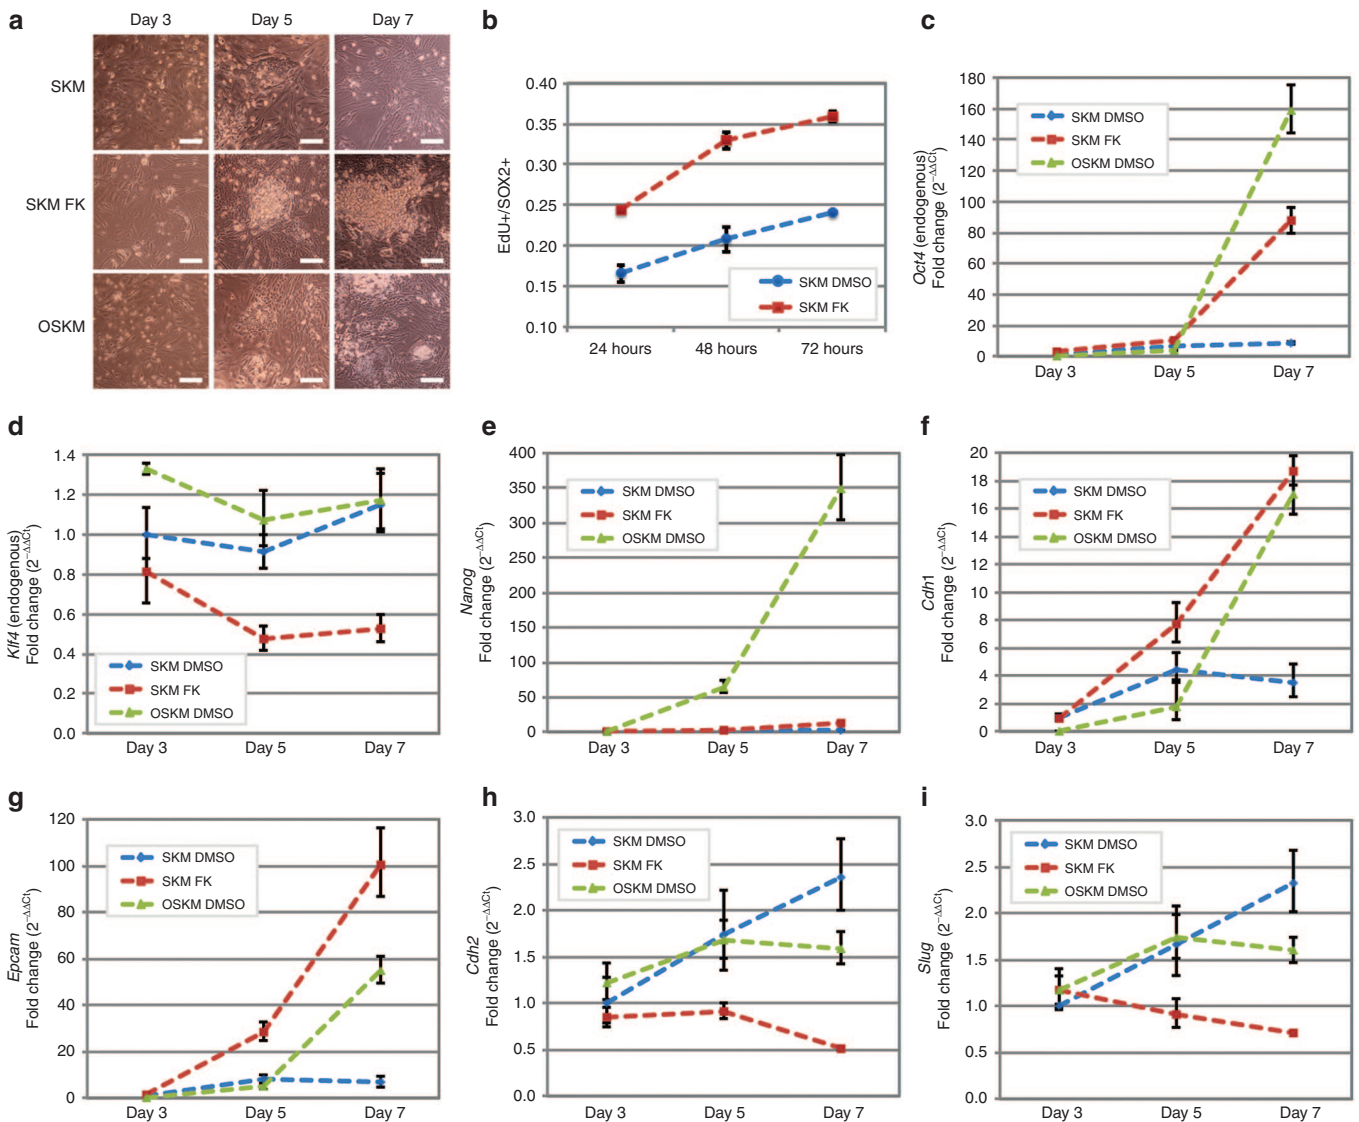 a
Day 3 Day 5 Day 7
SKM
SKM FK
OSKM
b
0.40
0.35
0.30
0.25
0.20
0.15
0.10
EdU+/SOX2+
SKM DMSO
SKM FK
24 hours 48 hours 72 hours
c
180
160
140
120
100
80
60
40
20
0
Oct4 (endogenous)
Fold change (2−ΔΔCt)
SKM DMSO
SKM FK
OSKM DMSO
Day 3 Day 5 Day 7
d
1.4
1.2
1.0
0.8
0.6
0.4
0.2
0.0
Klf4 (endogenous)
Fold change (2−ΔΔCt)
SKM DMSO
SKM FK
OSKM DMSO
Day 3 Day 5 Day 7
e
400
350
300
250
200
150
100
50
0
Nanog
Fold change (2−ΔΔCt)
SKM DMSO
SKM FK
OSKM DMSO
Day 3 Day 5 Day 7
f
20
18
16
14
12
10
8
6
4
2
0
Cdh1
Fold change (2−ΔΔCt)
SKM DMSO
SKM FK
OSKM DMSO
Day 3 Day 5 Day 7
g
120
100
80
60
40
20
0
Epcam
Fold change (2−ΔΔCt)
SKM DMSO
SKM FK
OSKM DMSO
Day 3 Day 5 Day 7
h
3.0
2.5
2.0
1.5
1.0
0.5
0.0
Cdh2
Fold change (2−ΔΔCt)
SKM DMSO
SKM FK
OSKM DMSO
Day 3 Day 5 Day 7
i
3.0
2.5
2.0
1.5
1.0
0.5
0.0
Slug
Fold change (2−ΔΔCt)
SKM DMSO
SKM FK
OSKM DMSO
Day 3 Day 5 Day 7